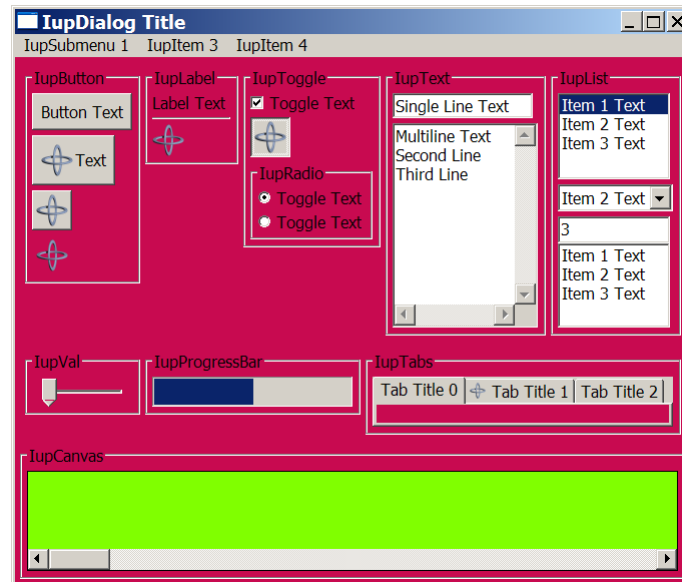 IupDialog Title
IupSubmenu 1 IupItem 3 IupItem 4
IupButton
Button Text
Text
IupLabel
Label Text
IupToggle
Toggle Text
IupRadio
Toggle Text
Toggle Text
IupText
Single Line Text
Multiline Text
Second Line
Third Line
IupList
Item 1 Text
Item 2 Text
Item 3 Text
Item 2 Text
3
Item 1 Text
Item 2 Text
Item 3 Text
IupVal
IupProgressBar
IupTabs
Tab Title 0 Tab Title 1 Tab Title 2
IupCanvas